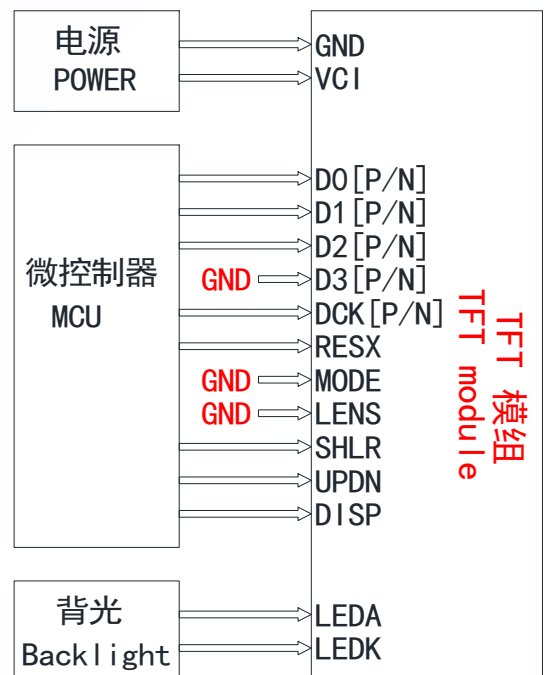 电源
POWER
GND
VCI
微控制器
MCU
D0[P/N]
D1[P/N]
D2[P/N]
GND
D3[P/N]
DCK[P/N]
RESX
GND
MODE
GND
LENS
SHLR
UPDN
DISP
TFT 模组
TFT module
背光
Backlight
LEDA
LEDK